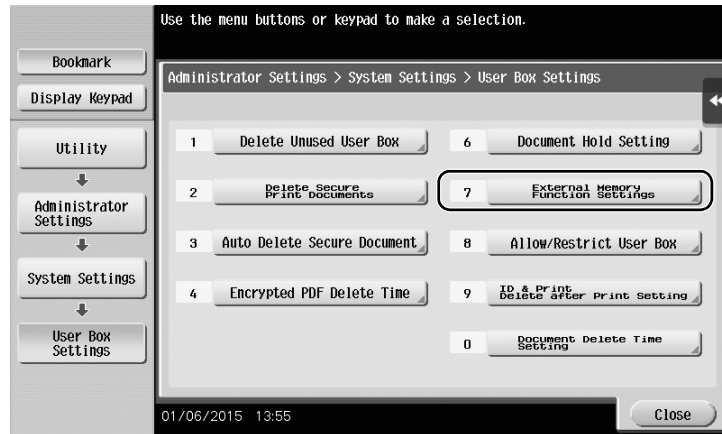 Use the menu buttons or keypad to make a selection.
Bookmark
Display Keypad
Utility
Administrator
Settings
System Settings
User Box
Settings
Administrator Settings > System Settings > User Box Settings
1 Delete Unused User Box
2 Delete Secure
Print Documents
3 Auto Delete Secure Document
4 Encrypted PDF Delete Time
6 Document Hold Setting
7 External Memory
Function Settings
8 Allow/Restrict User Box
9 ID & Print
Delete after Print Setting
0 Document Delete Time
Setting
01/06/2015 13:55
Close